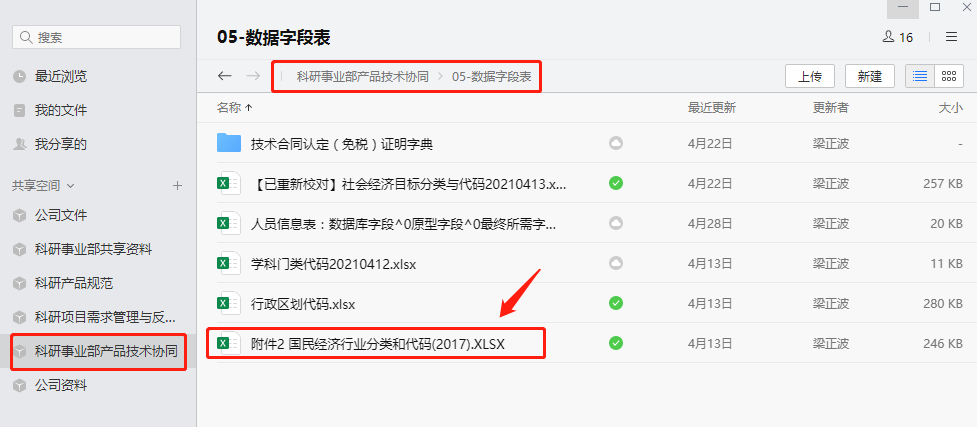 搜索
最近浏览
我的文件
我分享的
共享空间
公司文件
科研事业部共享资料
科研产品规范
科研项目需求管理与反...
科研事业部产品技术协同
公司资料
05-数据字段表
16
科研事业部产品技术协同 > 05-数据字段表
上传 新建
名称 最近更新 更新者 大小
技术合同认定（免税）证明字典 4月22日 梁正波 -
【已重新校对】社会经济目标分类与代码20210413.x... 4月22日 梁正波 257 KB
人员信息表：数据库字段^0原型字段^0最终所需字... 4月28日 梁正波 20 KB
学科门类代码20210412.xlsx 4月13日 梁正波 11 KB
行政区划代码.xlsx 4月13日 梁正波 280 KB
附件2 国民经济行业分类和代码(2017).XLSX 4月13日 梁正波 246 KB